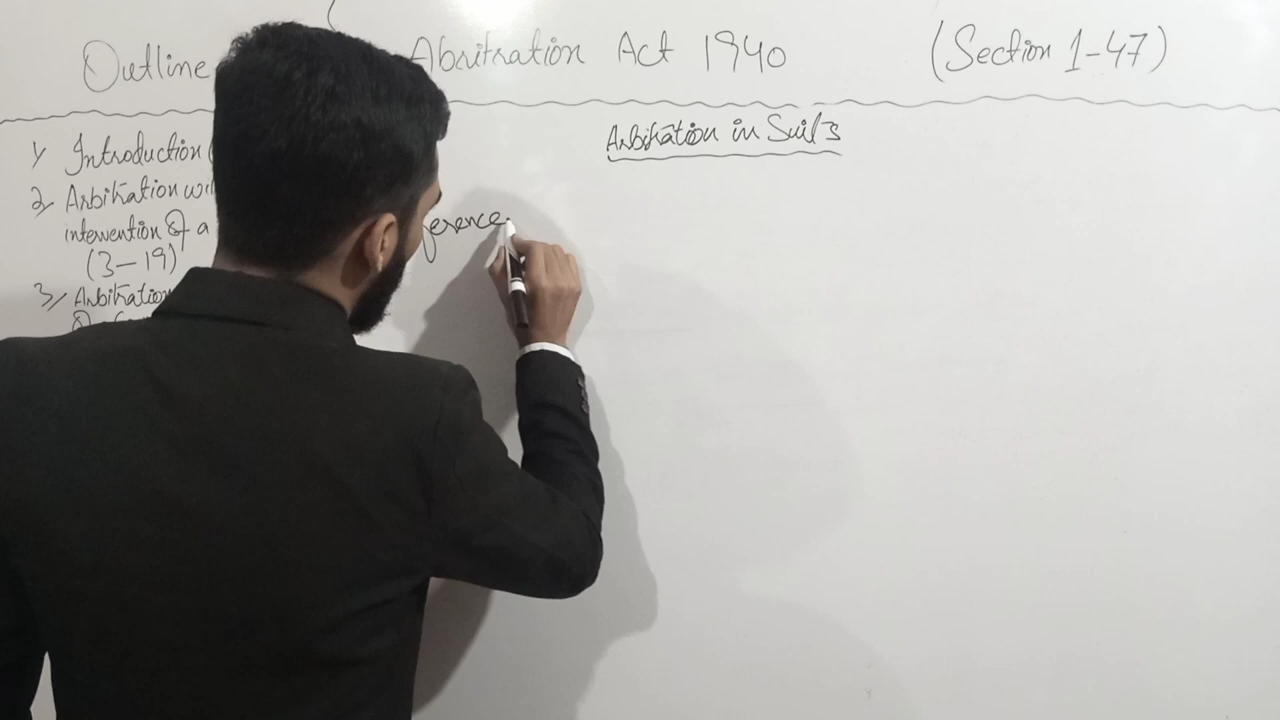 Outline Abritration Act 1940 (Section 1-47)
Arbitration in Suits
1) Introduction (
2) Arbitration wi
intervention of a
(3-19)
3) Arbitration
ference